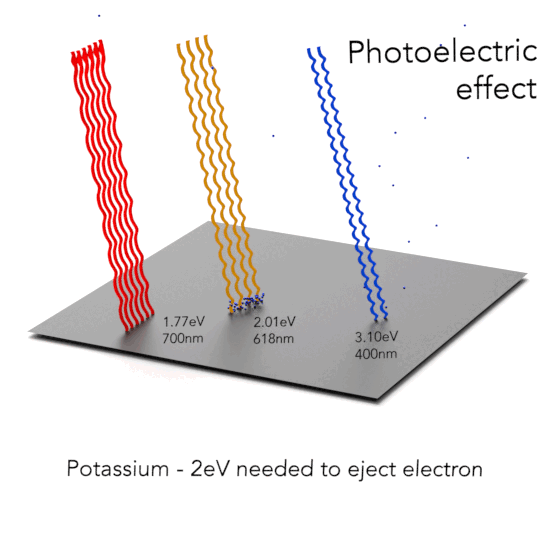 Photoelectric
effect
1.77eV
700nm
2.01eV
618nm
3.10eV
400nm
Potassium - 2eV needed to eject electron